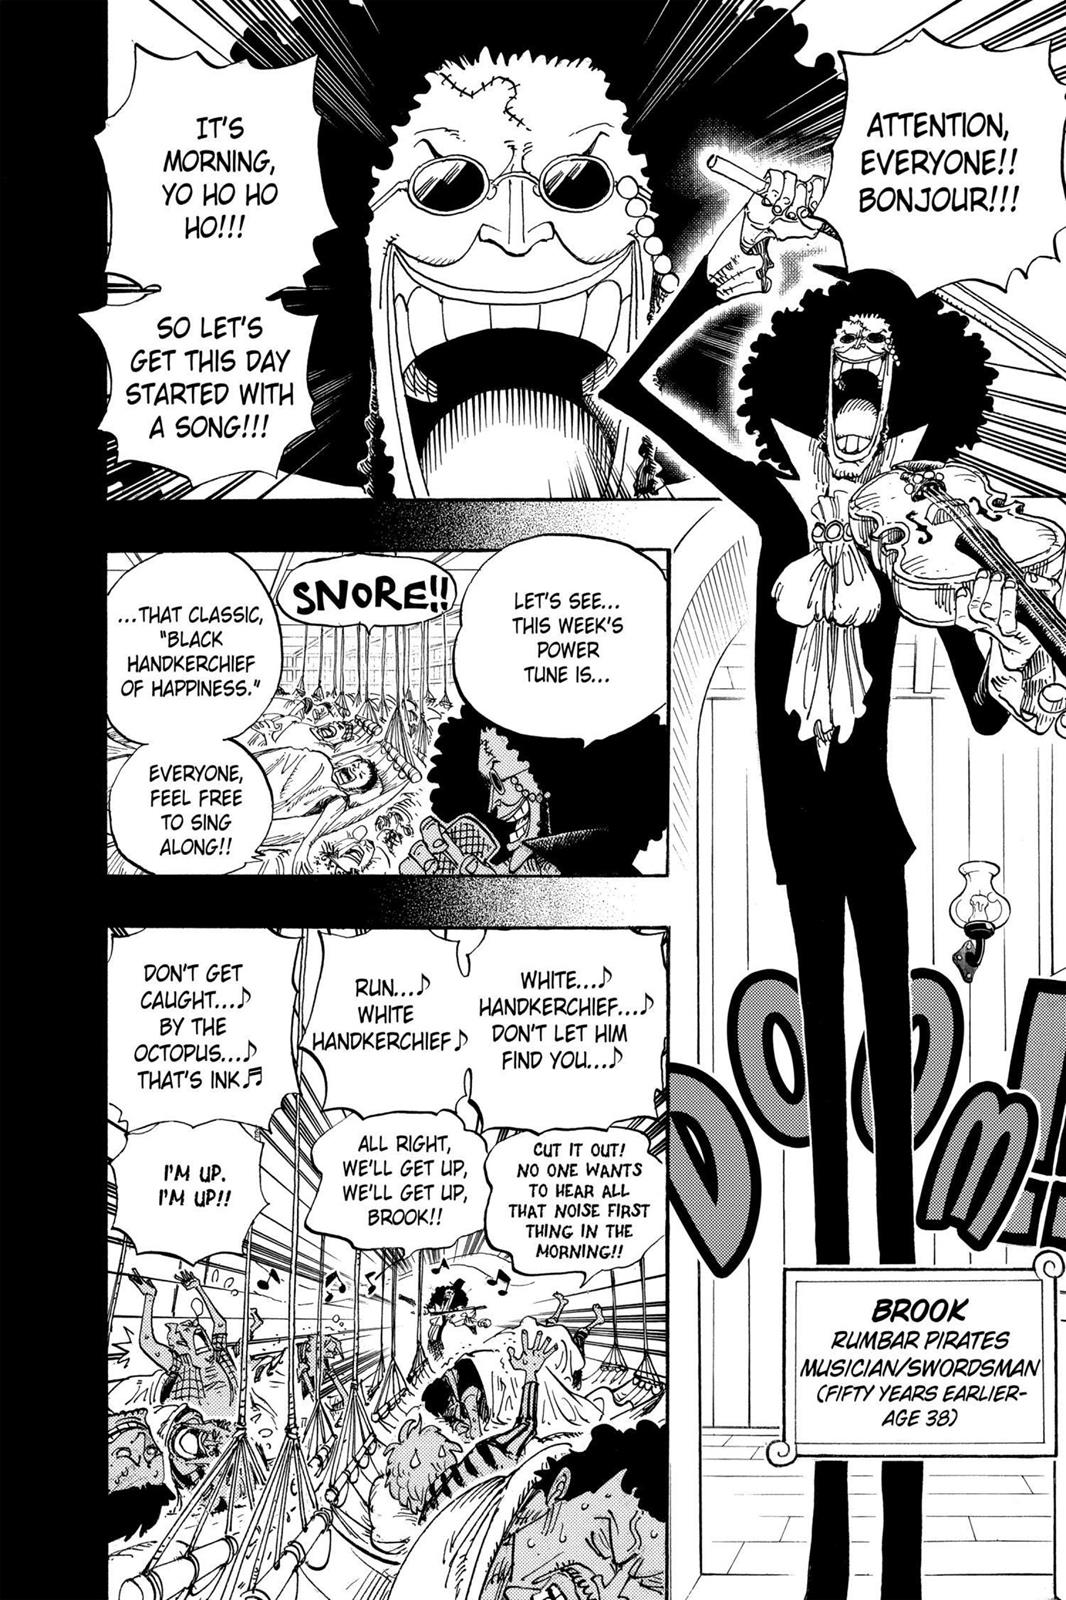 ATTENTION,
EVERYONE!!
BONJOUR!!!
IT'S
MORNING,
YO HO HO
HO!!!
SO LET'S
GET THIS DAY
STARTED WITH
A SONG!!!
DOOM!!
BROOK
RUMBAR PIRATES
MUSICIAN/SWORDSMAN
(FIFTY YEARS EARLIER-
AGE 38)
LET'S SEE...
THIS WEEK'S
POWER
TUNE IS...
SNORE!!
...THAT CLASSIC,
"BLACK
HANDKERCHIEF
OF HAPPINESS."
EVERYONE,
FEEL FREE
TO SING
ALONG!!
WHITE...♪
HANDKERCHIEF...♪
DON'T LET HIM
FIND YOU...♪
RUN...♪
WHITE
HANDKERCHIEF♪
DON'T GET
CAUGHT...♪
BY THE
OCTOPUS...♪
THAT'S INK♬
CUT IT OUT!
NO ONE WANTS
TO HEAR ALL
THAT NOISE FIRST
THING IN THE
MORNING!!
ALL RIGHT,
WE'LL GET UP,
WE'LL GET UP,
BROOK!!
I'M UP.
I'M UP!!